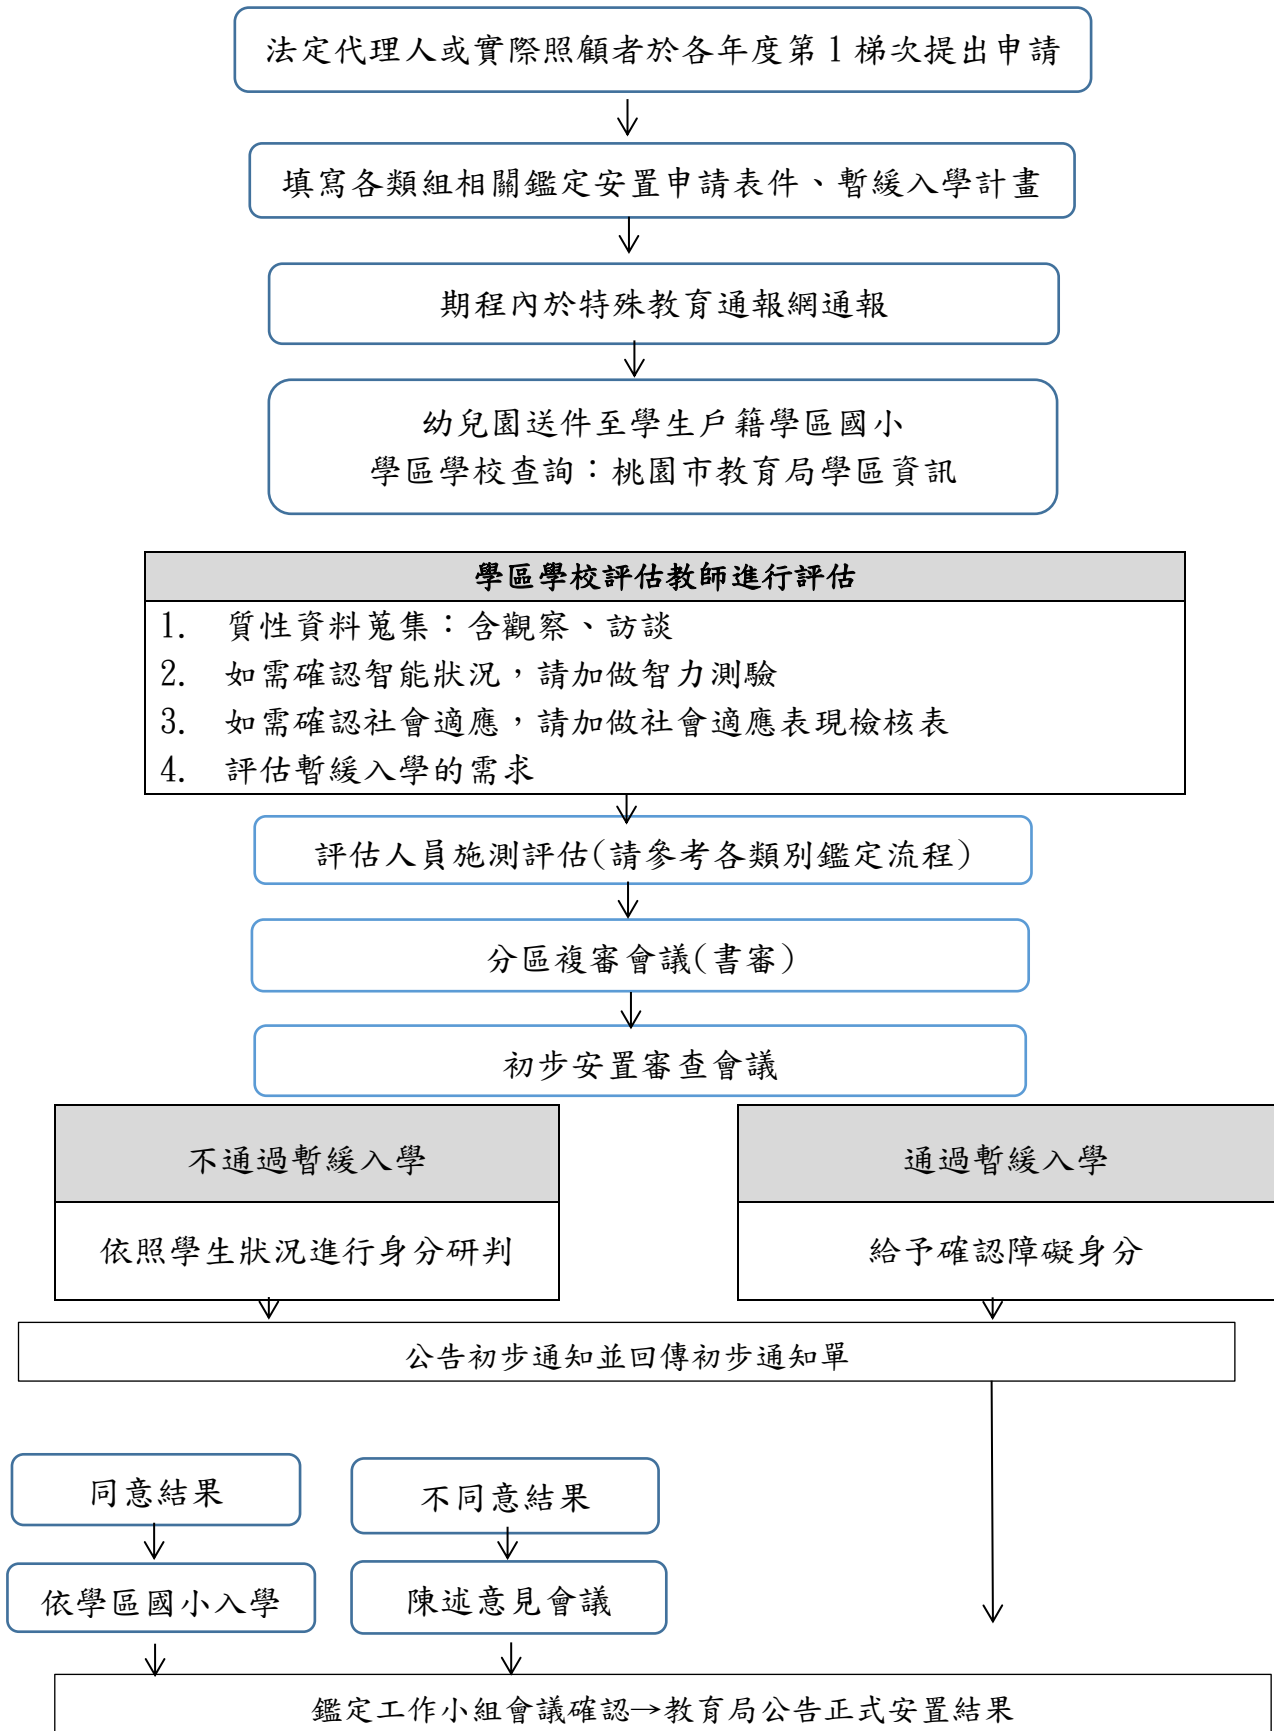 法定代理人或實際照顧者於各年度第 1 梯次提出申請
填寫各類組相關鑑定安置申請表件、暫緩入學計畫
期程內於特殊教育通報網通報
幼兒園送件至學生戶籍學區國小
學區學校查詢：桃園市教育局學區資訊
學區學校評估教師進行評估
1. 質性資料蒐集：含觀察、訪談
2. 如需確認智能狀況，請加做智力測驗
3. 如需確認社會適應，請加做社會適應表現檢核表
4. 評估暫緩入學的需求
評估人員施測評估(請參考各類別鑑定流程)
分區複審會議(書審)
初步安置審查會議
不通過暫緩入學
依照學生狀況進行身分研判
通過暫緩入學
給予確認障礙身分
公告初步通知並回傳初步通知單
同意結果
不同意結果
依學區國小入學
陳述意見會議
鑑定工作小組會議確認→教育局公告正式安置結果